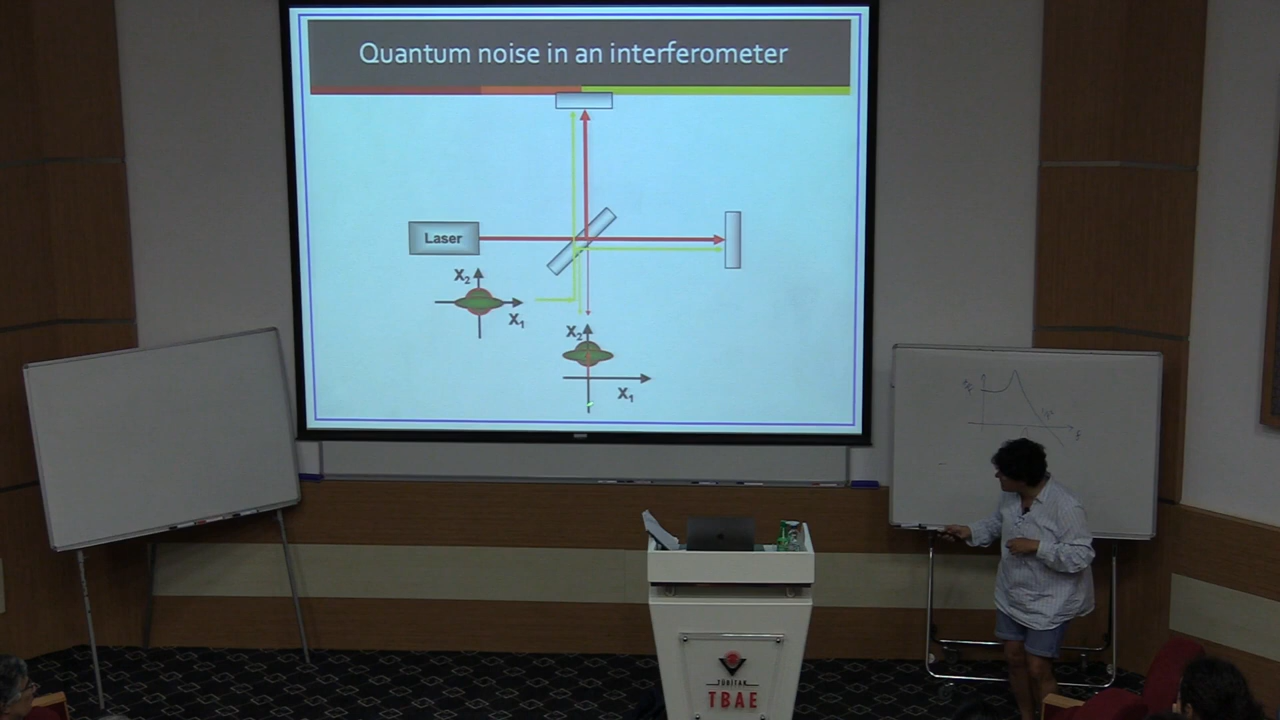 Quantum noise in an interferometer
Laser
X₂
X₁
X₂
X₁
TÜBİTAK
TBAE